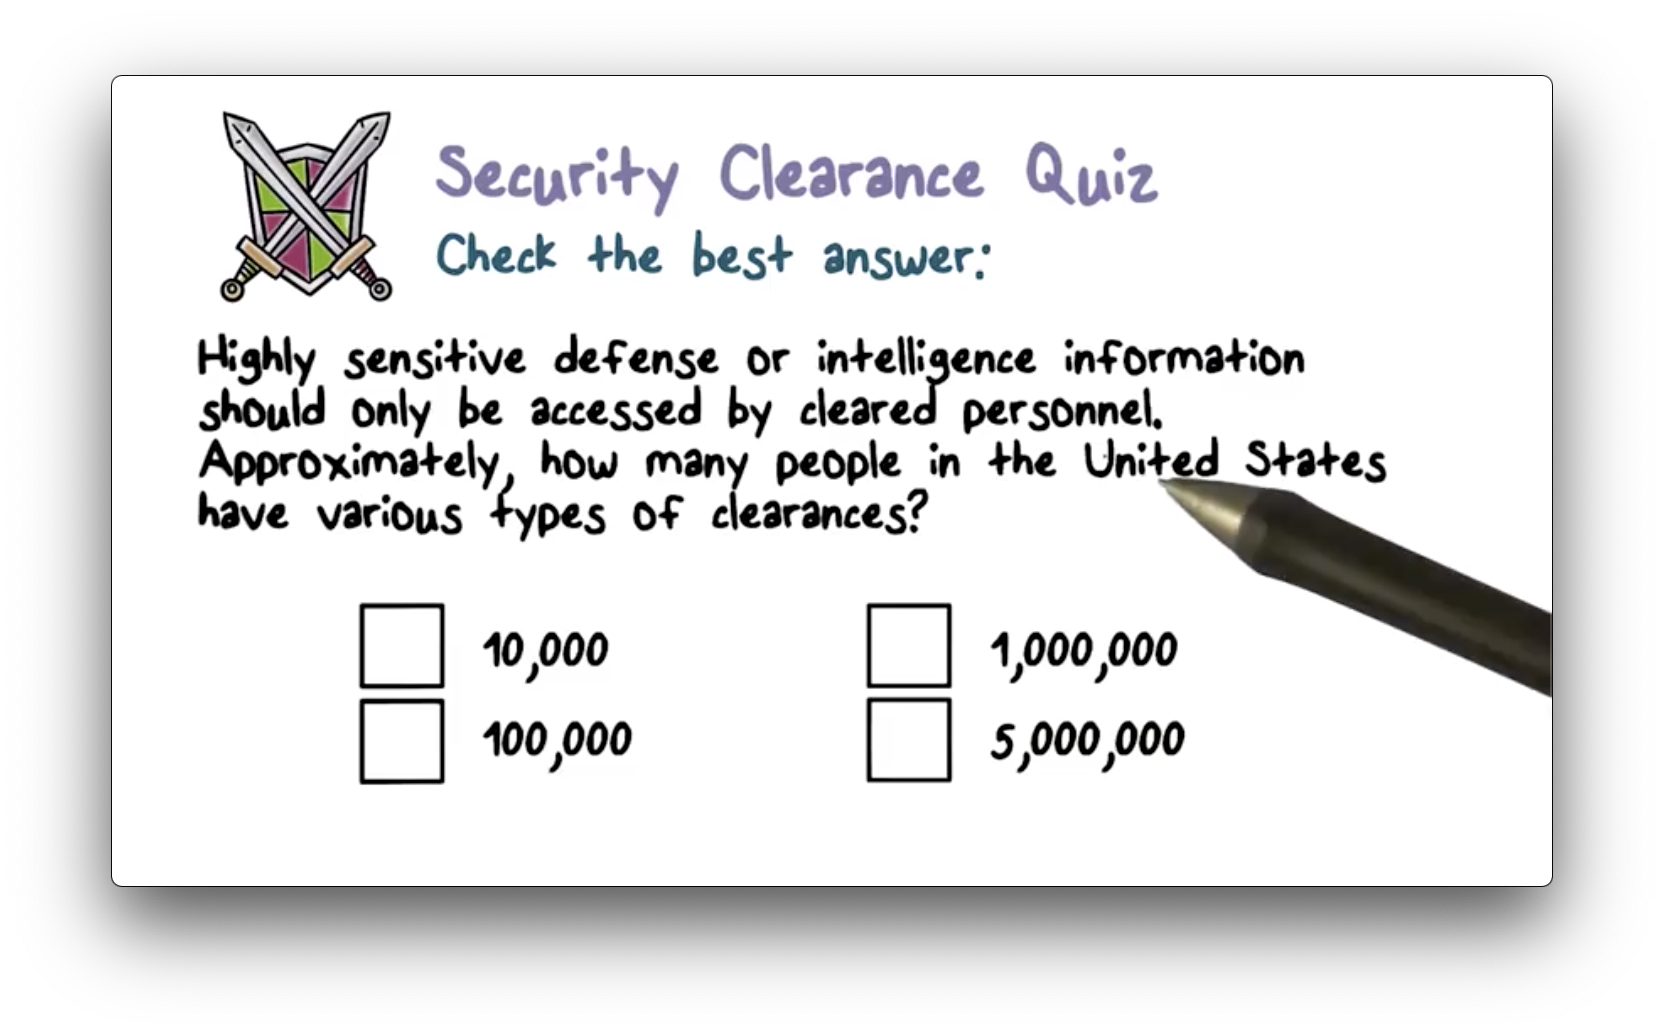 Security Clearance Quiz
Check the best answer:
Highly sensitive defense or intelligence information
should only be accessed by cleared personnel.
Approximately, how many people in the United States
have various types of clearances?
10,000
1,000,000
100,000
5,000,000